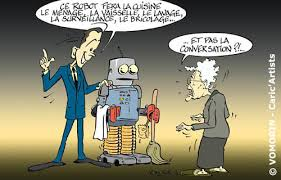 CE ROBOT FERA LA CUISINE
LE MÉNAGE, LA VAISSELLE, LE LAVAGE,
LA SURVEILLANCE, LE BRICOLAGE,...
... ET PAS LA
CONVERSATION ?!..
© VOMORIN - Caric'Artists